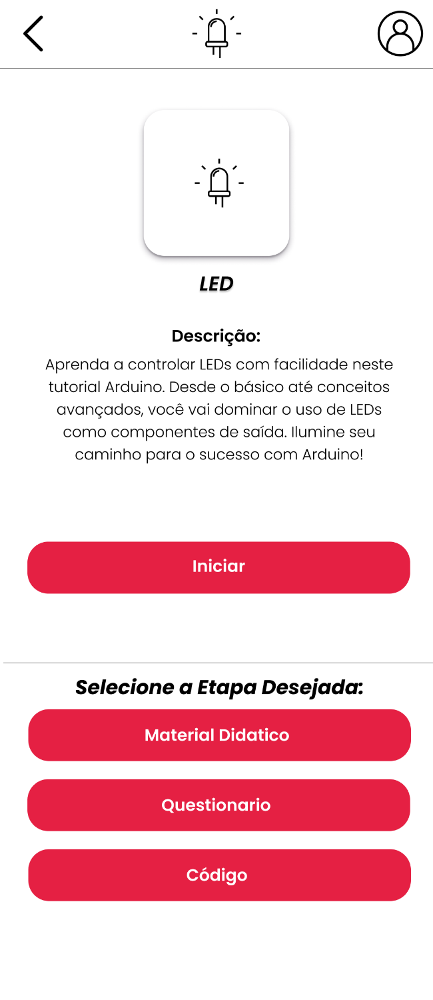 LED
Descrição:
Aprenda a controlar LEDs com facilidade neste
tutorial Arduino. Desde o básico até conceitos
avançados, você vai dominar o uso de LEDs
como componentes de saída. Ilumine seu
caminho para o sucesso com Arduino!
Iniciar
Selecione a Etapa Desejada:
Material Didatico
Questionario
Código